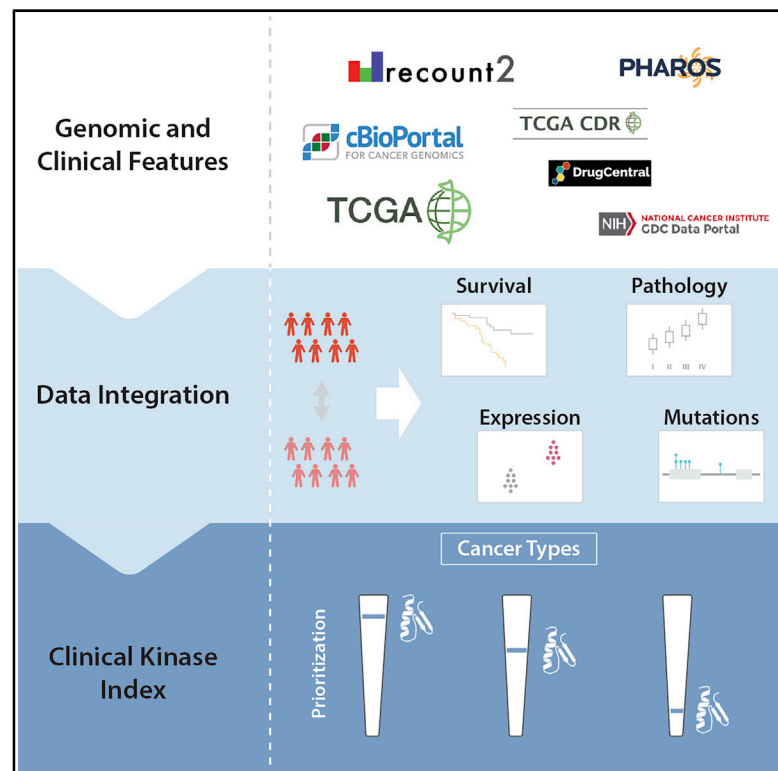 Genomic and
Clinical Features
recount2
PHAROS
cBioPortal
FOR CANCER GENOMICS
TCGA CDR
DrugCentral
TCGA
NIH
NATIONAL CANCER INSTITUTE
GDC Data Portal
Data Integration
Survival
Pathology
I II III IV
Expression
Mutations
Clinical Kinase
Index
Cancer Types
Prioritization